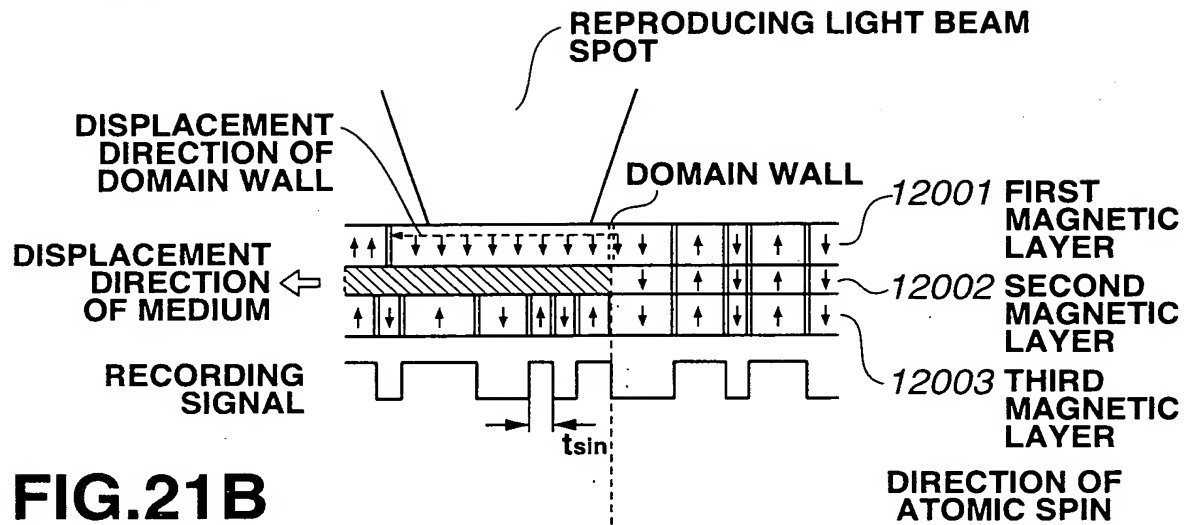 REPRODUCING LIGHT BEAM
SPOT
DISPLACEMENT
DIRECTION OF
DOMAIN WALL
DOMAIN WALL
12001 FIRST
MAGNETIC
LAYER
DISPLACEMENT
DIRECTION
OF MEDIUM
12002 SECOND
MAGNETIC
LAYER
RECORDING
SIGNAL
12003 THIRD
MAGNETIC
LAYER
tsin
FIG.21B
DIRECTION OF
ATOMIC SPIN